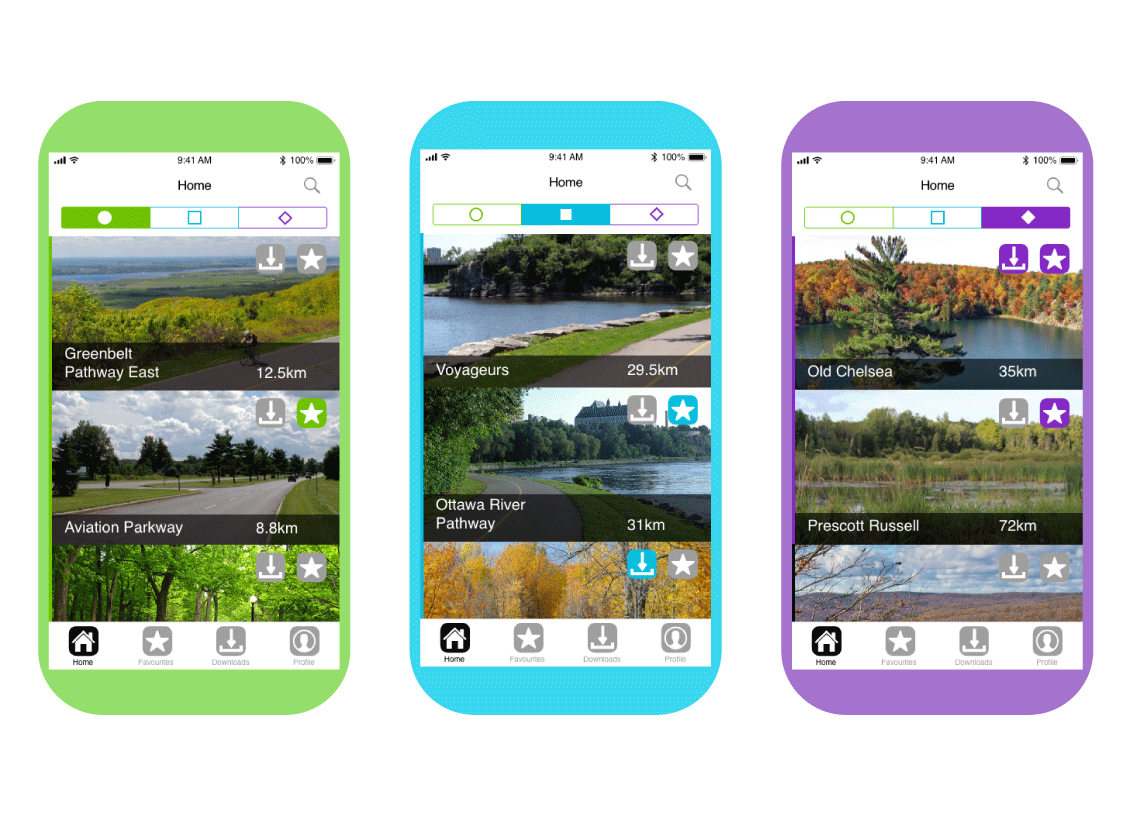 9:41 AM
100%
Home
Greenbelt
Pathway East
12.5km
Aviation Parkway
8.8km
Home
Favourites
Downloads
Profile
9:41 AM
100%
Home
Voyageurs
29.5km
Ottawa River
Pathway
31km
Home
Favourites
Downloads
Profile
9:41 AM
100%
Home
Old Chelsea
35km
Prescott Russell
72km
Home
Favourites
Downloads
Profile